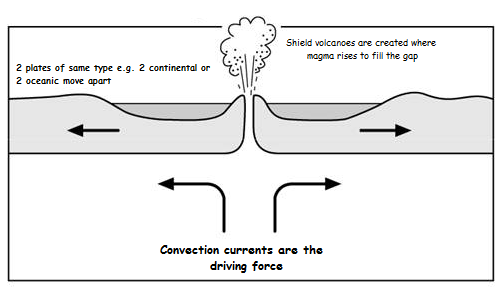 2 plates of same type e.g. 2 continental or
2 oceanic move apart
Shield volcanoes are created where
magma rises to fill the gap
Convection currents are the
driving force